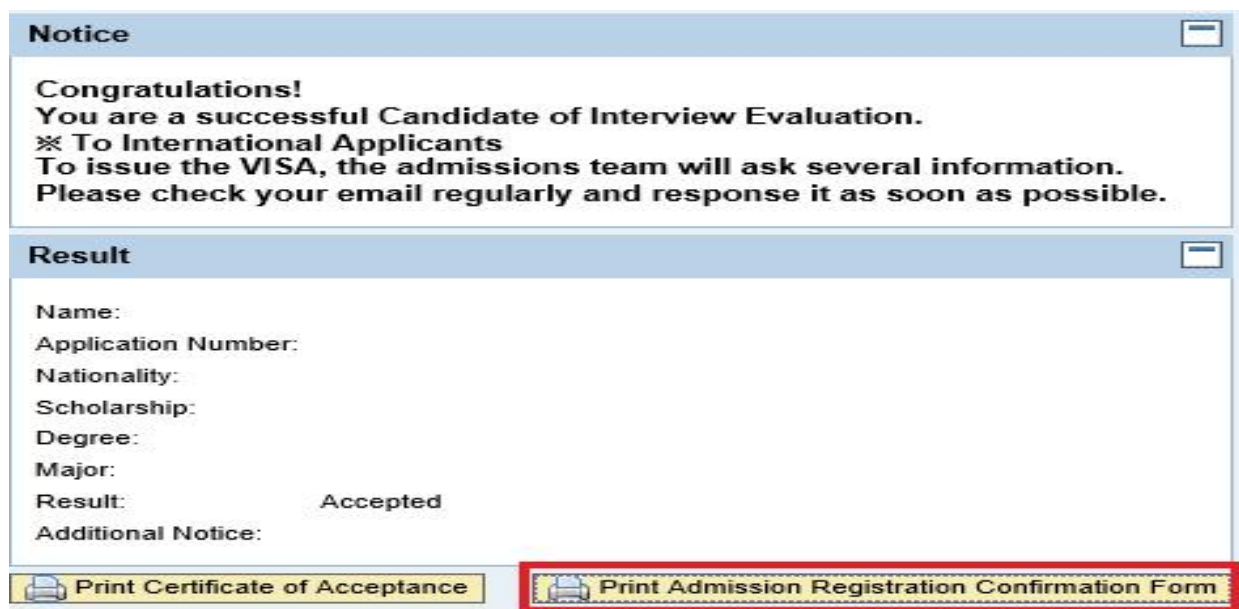 Notice
Congratulations!
You are a successful Candidate of Interview Evaluation.
※ To International Applicants
To issue the VISA, the admissions team will ask several information.
Please check your email regularly and response it as soon as possible.
Result
Name:
Application Number:
Nationality:
Scholarship:
Degree:
Major:
Result: Accepted
Additional Notice:
Print Certificate of Acceptance Print Admission Registration Confirmation Form